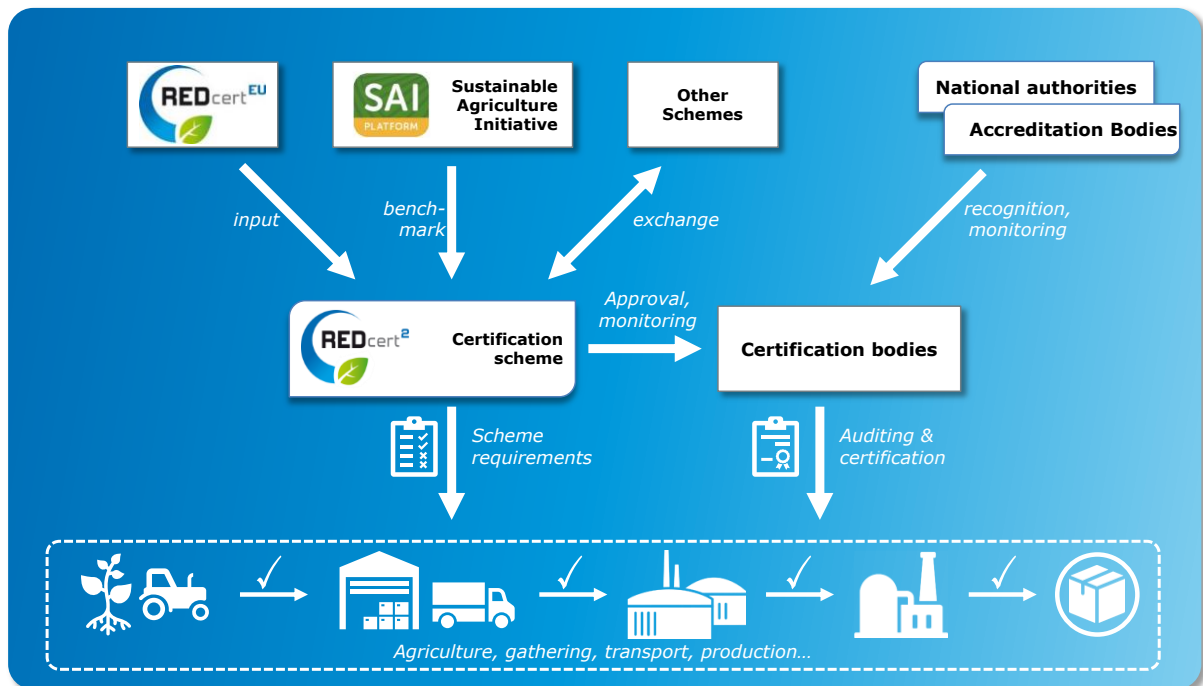 REDcert EU
SAI
PLATFORM
Sustainable
Agriculture
Initiative
Other
Schemes
National authorities
Accreditation Bodies
input
bench-
mark
exchange
recognition,
monitoring
REDcert²
Certification
scheme
Approval,
monitoring
Certification bodies
Scheme
requirements
Auditing &
certification
Agriculture, gathering, transport, production...